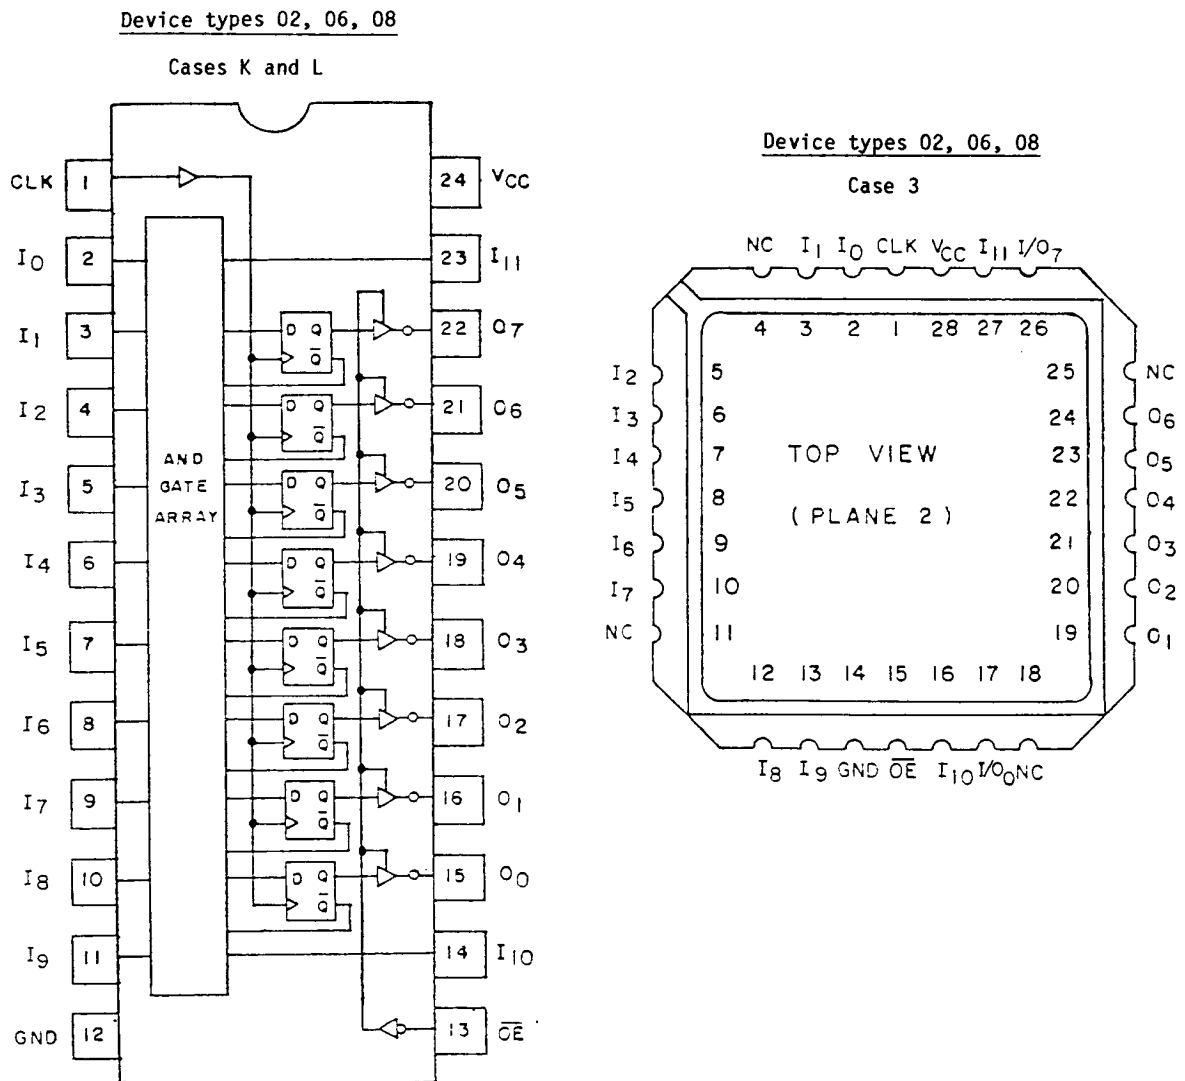 Device types 02, 06, 08
Cases K and L
CLK 1 24 VCC
I0 2 23 I11
I1 3 D Q Q̅ 22 O7
I2 4 D Q Q̅ 21 O6
I3 5 D Q Q̅ 20 O5
I4 6 D Q Q̅ 19 O4
I5 7 D Q Q̅ 18 O3
I6 8 D Q Q̅ 17 O2
I7 9 D Q Q̅ 16 O1
I8 10 D Q Q̅ 15 O0
I9 11 14 I10
GND 12 13 O̅E̅
AND
GATE
ARRAY
Device types 02, 06, 08
Case 3
NC I1 I0 CLK VCC I11 I/O7
4 3 2 1 28 27 26
I2 5 25 NC
I3 6 24 O6
I4 7 23 O5
I5 8 22 O4
I6 9 21 O3
I7 10 20 O2
NC 11 19 O1
TOP VIEW
(PLANE 2)
12 13 14 15 16 17 18
I8 I9 GND O̅E̅ I10 I/O0 NC